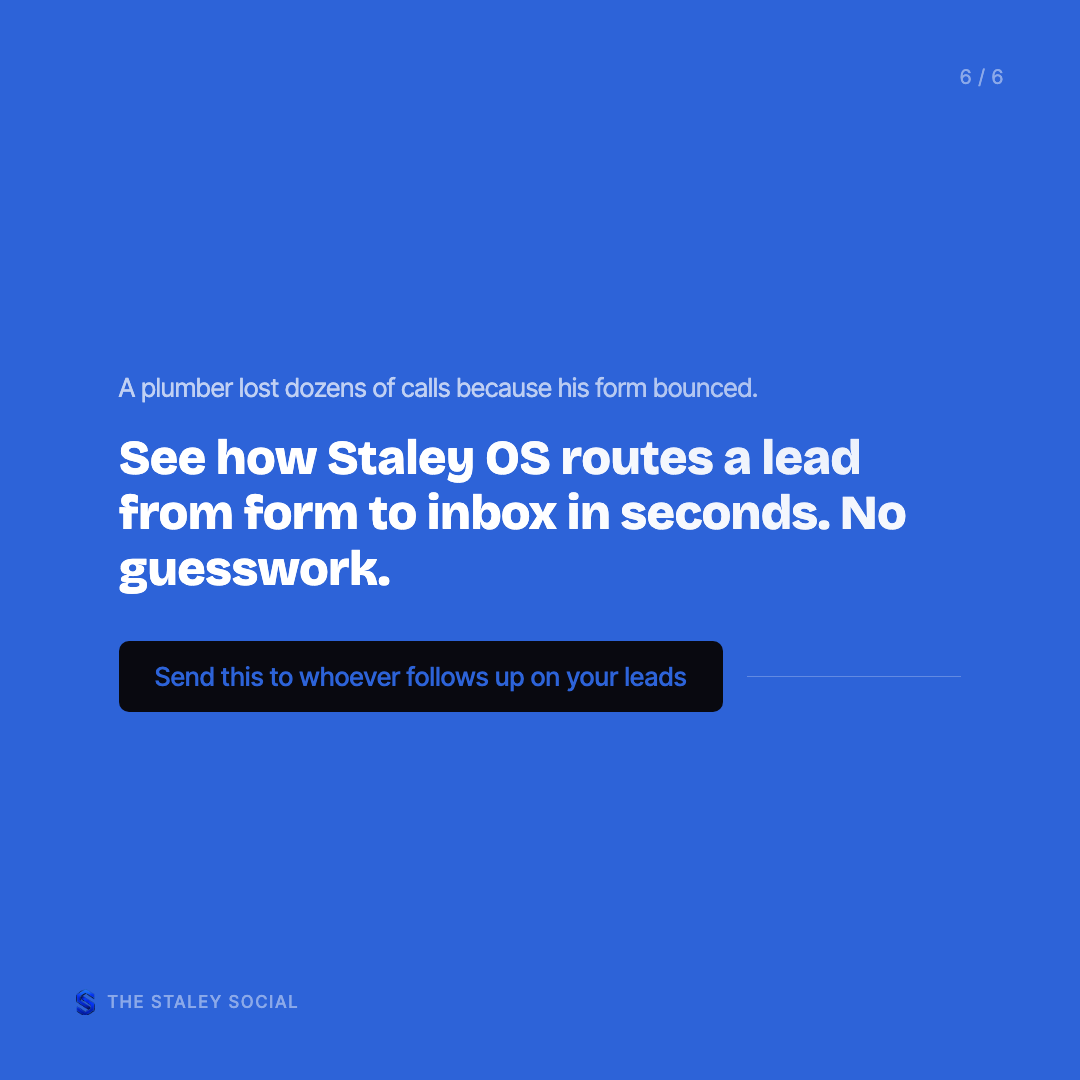 6 / 6
A plumber lost dozens of calls because his form bounced.
See how Staley OS routes a lead
from form to inbox in seconds. No
guesswork.
Send this to whoever follows up on your leads
THE STALEY SOCIAL